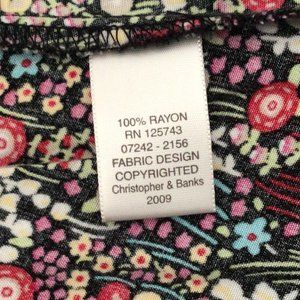 100% RAYON
RN 125743
07242 - 2156
FABRIC DESIGN
COPYRIGHTED
Christopher & Banks
2009